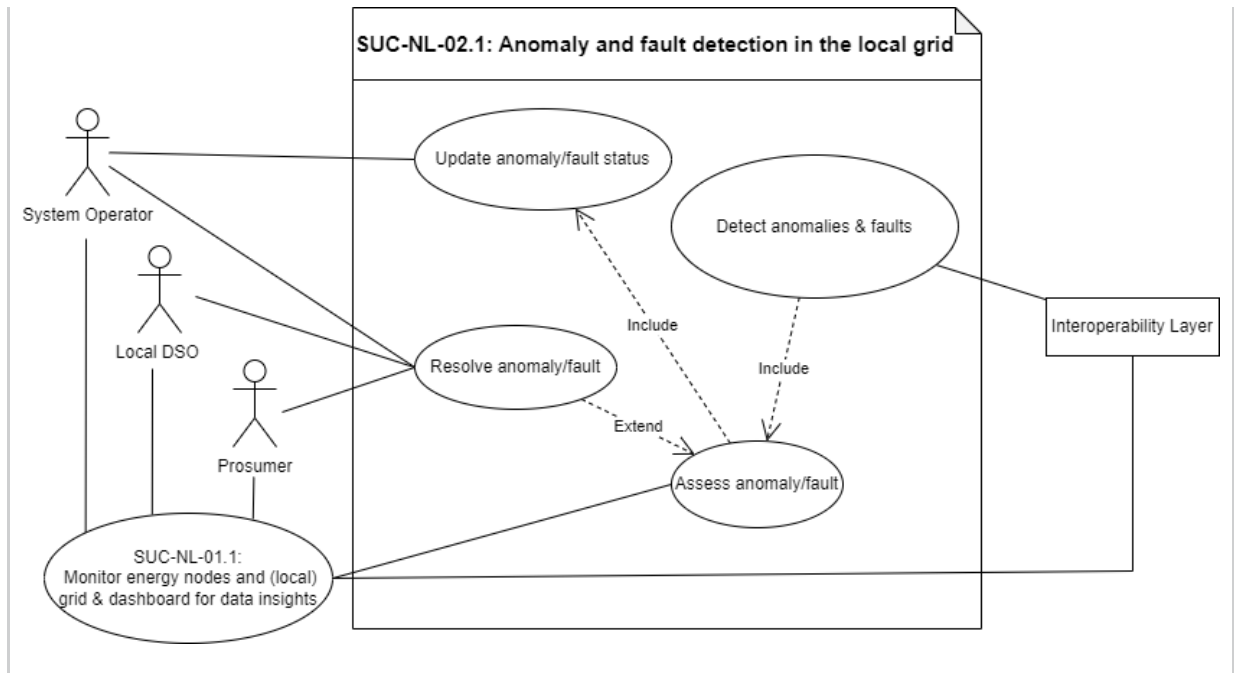 SUC-NL-02.1: Anomaly and fault detection in the local grid
Update anomaly/fault status
System Operator
Detect anomalies & faults
Include
Interoperability Layer
Local DSO
Resolve anomaly/fault
Include
Extend
Prosumer
Assess anomaly/fault
SUC-NL-01.1:
Monitor energy nodes and (local)
grid & dashboard for data insights